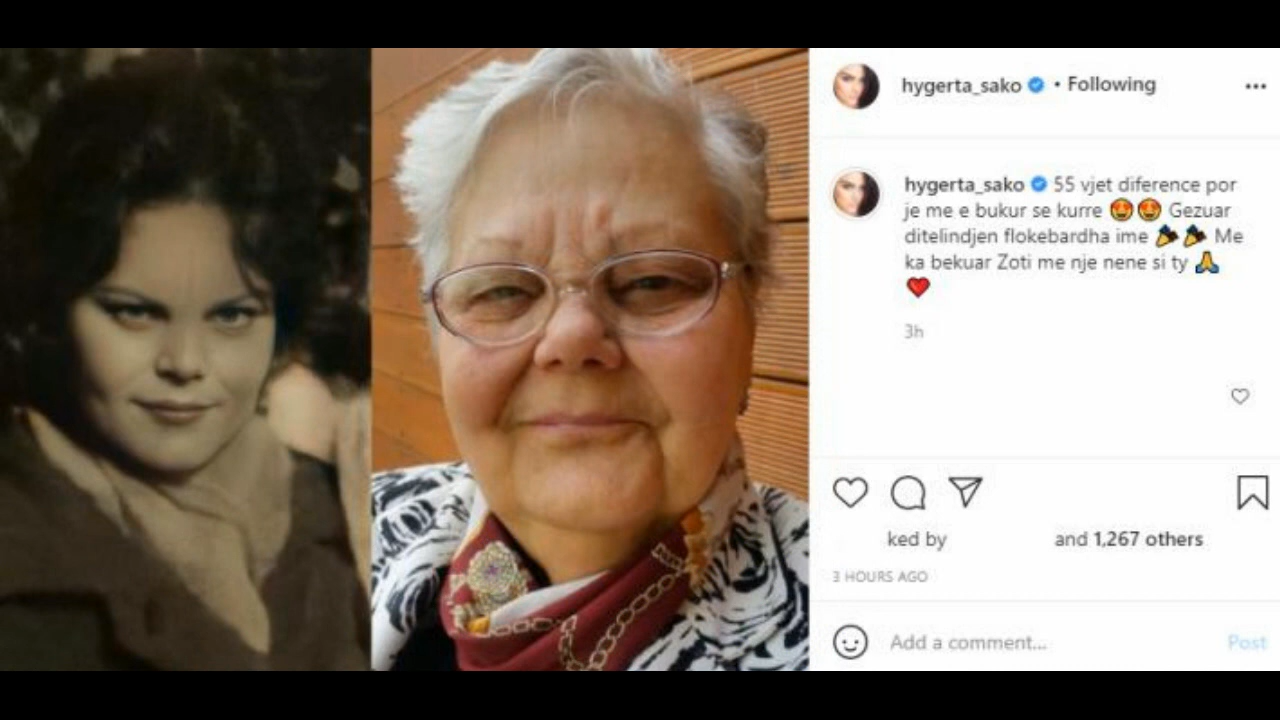 hygerta_sako • Following
hygerta_sako 55 vjet diference por
je me e bukur se kurre 😍😍 Gezuar
ditelindjen flokebardha ime 🎉🎉 Me
ka bekuar Zoti me nje nene si ty 🙏
❤️
3h
ked by and 1,267 others
3 HOURS AGO
Add a comment... Post